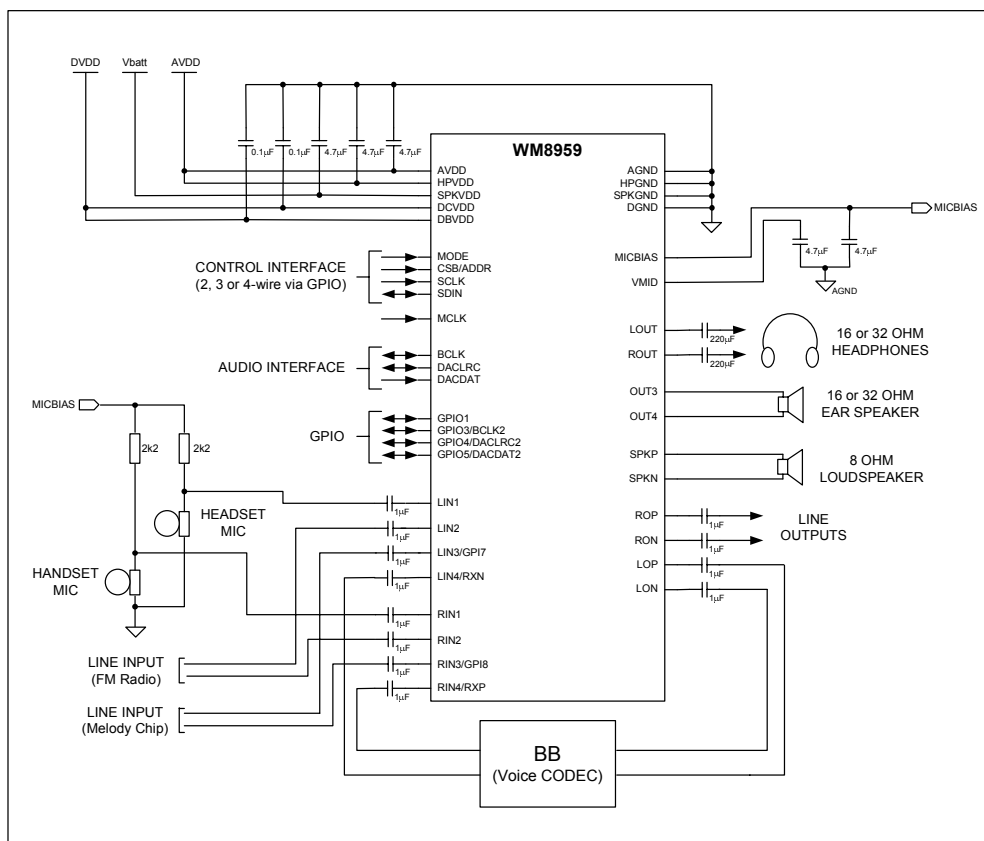 DVDD
Vbatt
AVDD
0.1µF
0.1µF
4.7µF
4.7µF
4.7µF
WM8959
AVDD
HPVDD
SPKVDD
DCVDD
DBVDD
AGND
HPGND
SPKGND
DGND
MICBIAS
MICBIAS
VMID
4.7µF
4.7µF
AGND
CONTROL INTERFACE
(2, 3 or 4-wire via GPIO)
MODE
CSB/ADDR
SCLK
SDIN
MCLK
AUDIO INTERFACE
BCLK
DACLRC
DACDAT
GPIO
GPIO1
GPIO3/BCLK2
GPIO4/DACLRC2
GPIO5/DACDAT2
LOUT
ROUT
220µF
220µF
16 or 32 OHM
HEADPHONES
OUT3
OUT4
16 or 32 OHM
EAR SPEAKER
SPKP
SPKN
8 OHM
LOUDSPEAKER
ROP
RON
LOP
LON
1µF
1µF
1µF
1µF
LINE
OUTPUTS
MICBIAS
2k2
2k2
HEADSET
MIC
HANDSET
MIC
LINE INPUT
(FM Radio)
LINE INPUT
(Melody Chip)
1µF
LIN1
1µF
LIN2
1µF
LIN3/GPI7
1µF
LIN4/RXN
1µF
RIN1
1µF
RIN2
1µF
RIN3/GPI8
1µF
RIN4/RXP
BB
(Voice CODEC)